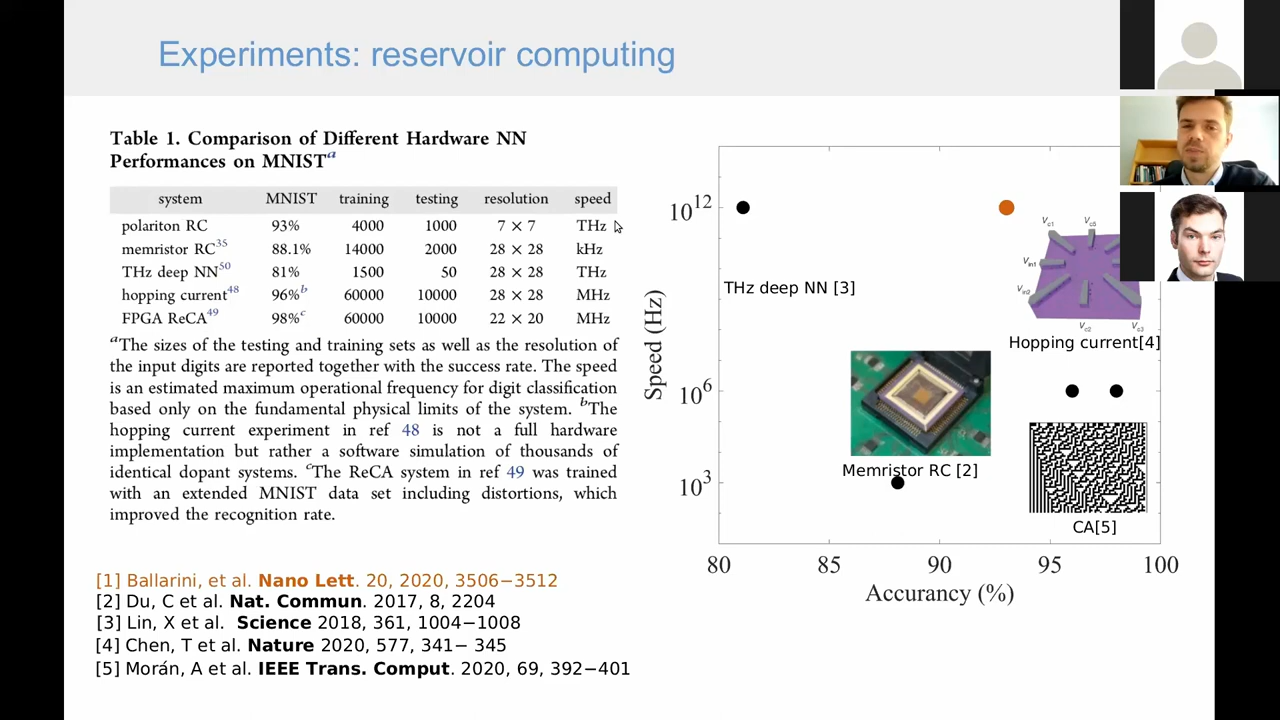 Experiments: reservoir computing
Table 1. Comparison of Different Hardware NN
Performances on MNISTa
system MNIST training testing resolution speed
polariton RC 93% 4000 1000 7 × 7 THz
memristor RC35 88.1% 14000 2000 28 × 28 kHz
THz deep NN50 81% 1500 50 28 × 28 THz
hopping current48 96%b 60000 10000 28 × 28 MHz
FPGA ReCA49 98%c 60000 10000 22 × 20 MHz
aThe sizes of the testing and training sets as well as the resolution of
the input digits are reported together with the success rate. The speed
is an estimated maximum operational frequency for digit classification
based only on the fundamental physical limits of the system. bThe
hopping current experiment in ref 48 is not a full hardware
implementation but rather a software simulation of thousands of
identical dopant systems. cThe ReCA system in ref 49 was trained
with an extended MNIST data set including distortions, which
improved the recognition rate.
[1] Ballarini, et al. Nano Lett. 20, 2020, 3506−3512
[2] Du, C et al. Nat. Commun. 2017, 8, 2204
[3] Lin, X et al. Science 2018, 361, 1004−1008
[4] Chen, T et al. Nature 2020, 577, 341− 345
[5] Morán, A et al. IEEE Trans. Comput. 2020, 69, 392−401
Speed (Hz)
10^12
10^6
10^3
THz deep NN [3]
Vc1 Vc5
Vin1
Vin2
Vc2 Vc3
Hopping current[4]
Memristor RC [2]
CA[5]
80 85 90 95 100
Accurancy (%)